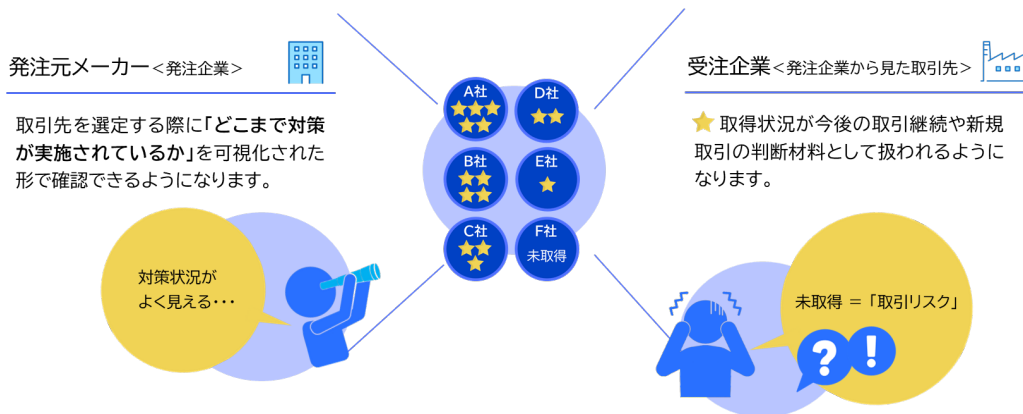 発注元メーカー<発注企業>
取引先を選定する際に「どこまで対策
が実施されているか」を可視化された
形で確認できるようになります。
対策状況が
よく見える・・・
A社
D社
B社
E社
C社
F社
未取得
受注企業<発注企業から見た取引先>
取得状況が今後の取引継続や新規
取引の判断材料として扱われるように
なります。
未取得 = 「取引リスク」
?
!